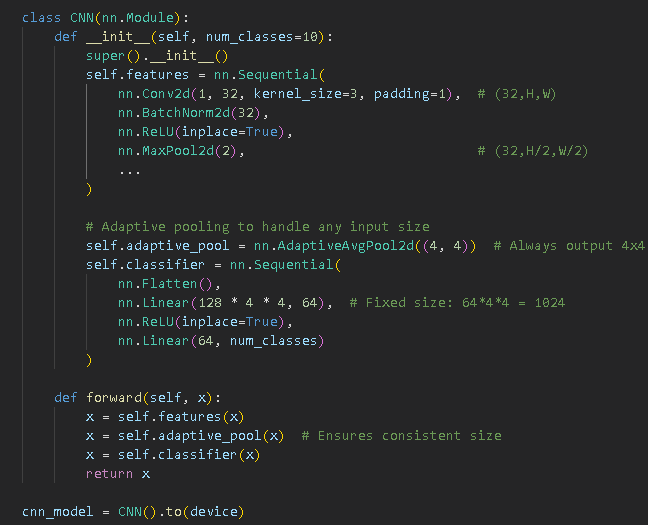 class CNN(nn.Module):
    def __init__(self, num_classes=10):
        super().__init__()
        self.features = nn.Sequential(
            nn.Conv2d(1, 32, kernel_size=3, padding=1),  # (32,H,W)
            nn.BatchNorm2d(32),
            nn.ReLU(inplace=True),
            nn.MaxPool2d(2),                             # (32,H/2,W/2)
            ...
        )
        # Adaptive pooling to handle any input size
        self.adaptive_pool = nn.AdaptiveAvgPool2d((4, 4))  # Always output 4x4
        self.classifier = nn.Sequential(
            nn.Flatten(),
            nn.Linear(128 * 4 * 4, 64),  # Fixed size: 64*4*4 = 1024
            nn.ReLU(inplace=True),
            nn.Linear(64, num_classes)
        )
    def forward(self, x):
        x = self.features(x)
        x = self.adaptive_pool(x)  # Ensures consistent size
        x = self.classifier(x)
        return x
cnn_model = CNN().to(device)